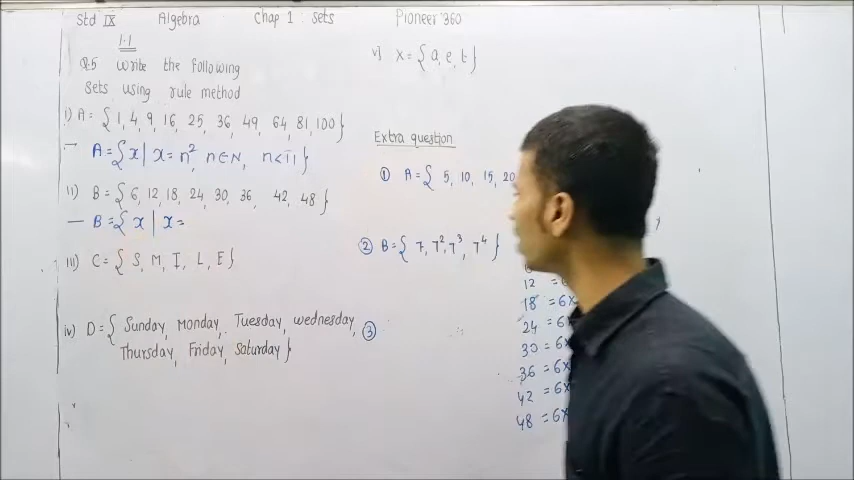 Std IX Algebra Chap 1 : Sets Pioneer 360
1.1
Q.5 Write the following
Sets using rule method
i) A = { 1, 4, 9, 16, 25, 36, 49, 64, 81, 100 }
— A = { x | x = n², n ∈ N, n < 11 }
ii) B = { 6, 12, 18, 24, 30, 36, 42, 48 }
— B = { x | x =
iii) C = { S, M, I, L, E }
iv) D = { Sunday, Monday, Tuesday, Wednesday,
Thursday, Friday, Saturday }
v) X = { a, e, t }
Extra question
① A = { 5, 10, 15, 20
② B = { 7, 7², 7³, 7⁴ }
③
6
12 = 6
18 = 6×
24 = 6
30 = 6×
36 = 6×
42 = 6×
48 = 6×